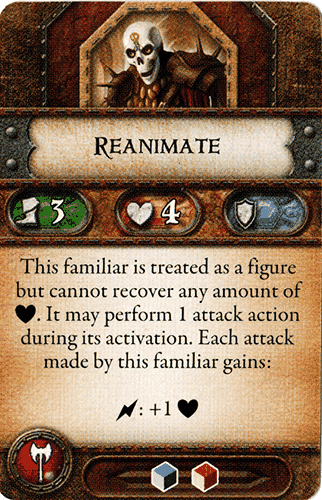 REANIMATE
3 4
This familiar is treated as a figure
but cannot recover any amount of
♥. It may perform 1 attack action
during its activation. Each attack
made by this familiar gains:
: +1 ♥